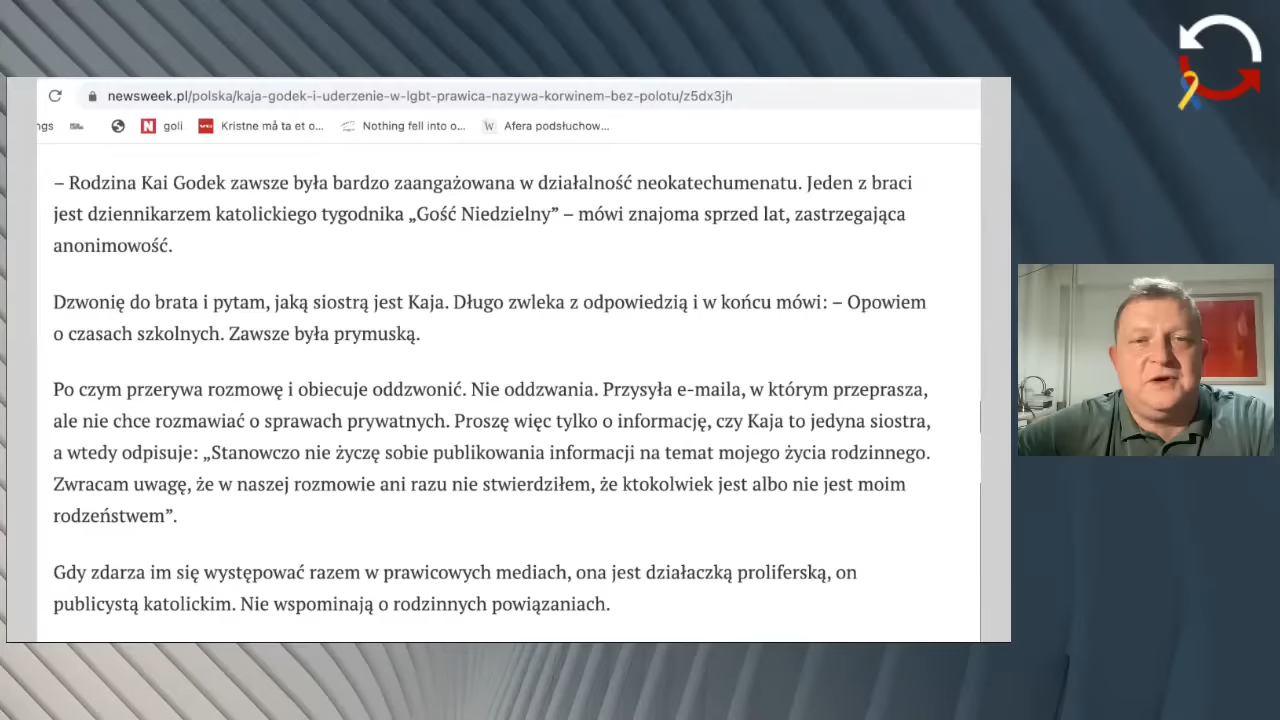 newsweek.pl/polska/kaja-godek-i-uderzenie-w-lgbt-prawica-nazywa-korwinem-bez-polotu/z5dx3jh
ngs N goli VG Kristne må ta et o... Nothing fell into o... W Afera podsłuchow...
– Rodzina Kai Godek zawsze była bardzo zaangażowana w działalność neokatechumenatu. Jeden z braci
jest dziennikarzem katolickiego tygodnika „Gość Niedzielny” – mówi znajoma sprzed lat, zastrzegająca
anonimowość.
Dzwonię do brata i pytam, jaką siostrą jest Kaja. Długo zwleka z odpowiedzią i w końcu mówi: – Opowiem
o czasach szkolnych. Zawsze była prymuską.
Po czym przerywa rozmowę i obiecuje oddzwonić. Nie oddzwania. Przysyła e-maila, w którym przeprasza,
ale nie chce rozmawiać o sprawach prywatnych. Proszę więc tylko o informację, czy Kaja to jedyna siostra,
a wtedy odpisuje: „Stanowczo nie życzę sobie publikowania informacji na temat mojego życia rodzinnego.
Zwracam uwagę, że w naszej rozmowie ani razu nie stwierdziłem, że ktokolwiek jest albo nie jest moim
rodzeństwem”.
Gdy zdarza im się występować razem w prawicowych mediach, ona jest działaczką proliferską, on
publicystą katolickim. Nie wspominają o rodzinnych powiązaniach.